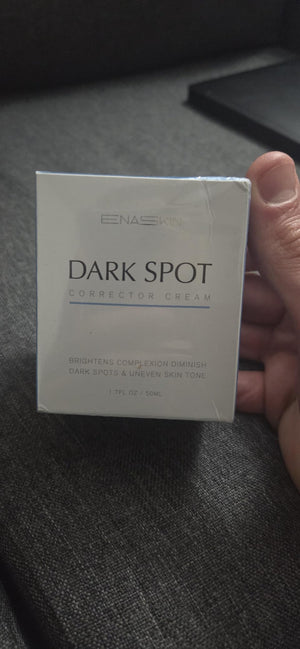 ENASKIN
DARK SPOT
CORRECTOR CREAM
BRIGHTENS COMPLEXION DIMINISH
DARK SPOTS & UNEVEN SKIN TONE
1.7FL OZ / 50ML